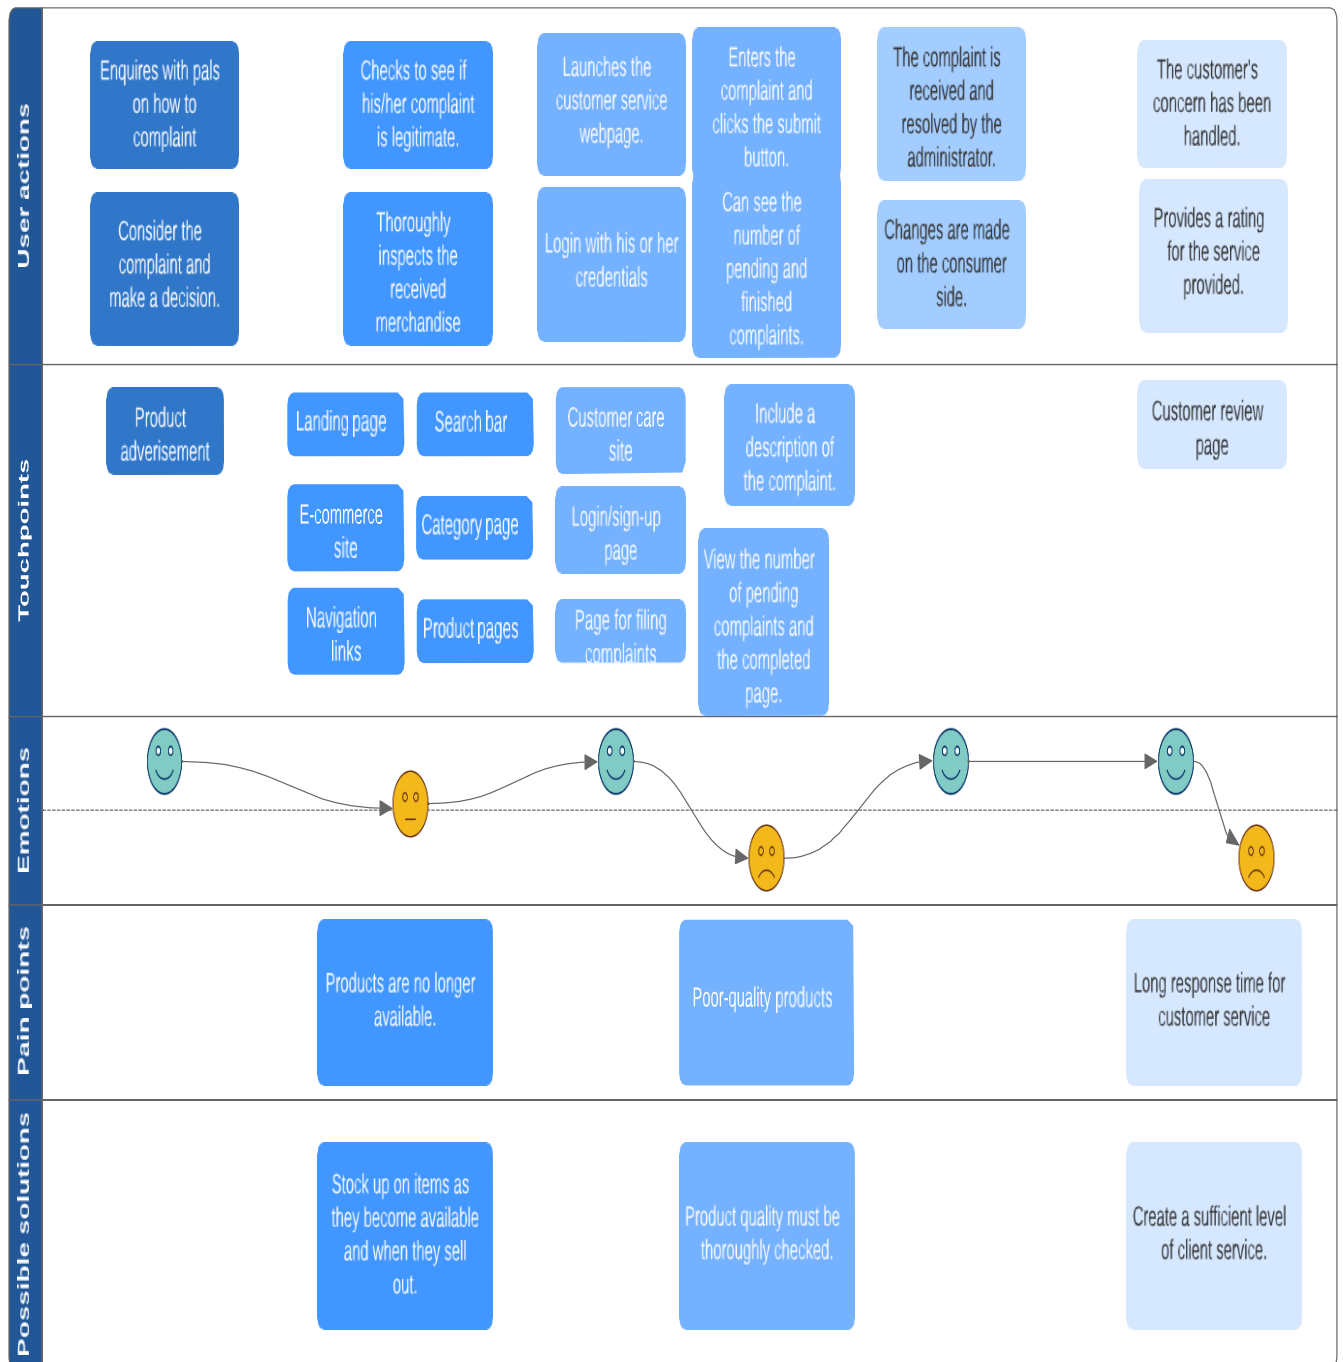 User actions
Enquires with pals
on how to
complaint
Checks to see if
his/her complaint
is legitimate.
Launches the
customer service
webpage.
Enters the
complaint and
clicks the submit
button.
The complaint is
received and
resolved by the
administrator.
The customer's
concern has been
handled.
Consider the
complaint and
make a decision.
Thoroughly
inspects the
received
merchandise
Login with his or her
credentials
Can see the
number of
pending and
finished
complaints.
Changes are made
on the consumer
side.
Provides a rating
for the service
provided.
Touchpoints
Product
adverisement
Landing page
Search bar
Customer care
site
Include a
description of
the complaint.
Customer review
page
E-commerce
site
Category page
Login/sign-up
page
Navigation
links
Product pages
Page for filing
complaints
View the number
of pending
complaints and
the completed
page.
Emotions
Pain points
Products are no longer
available.
Poor-quality products
Long response time for
customer service
Possible solutions
Stock up on items as
they become available
and when they sell
out.
Product quality must be
thoroughly checked.
Create a sufficient level
of client service.